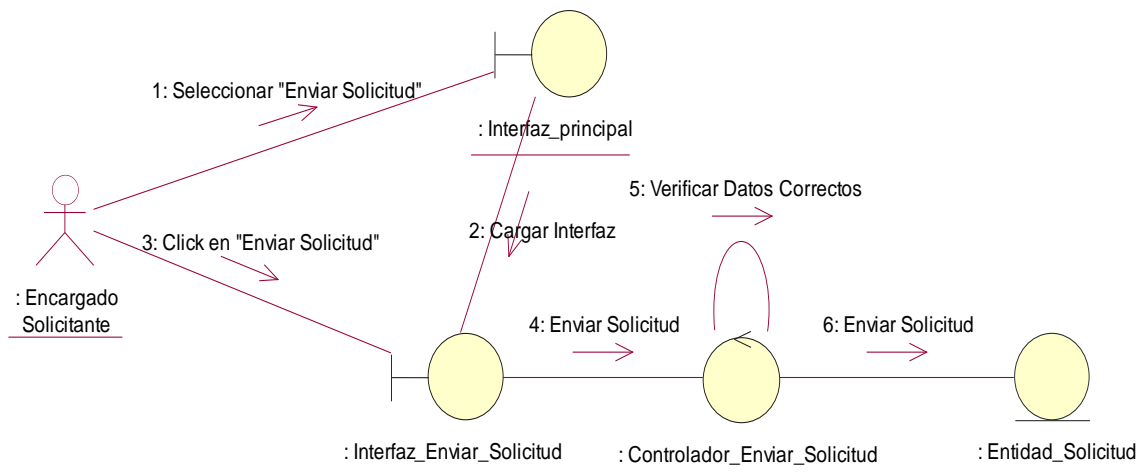 1: Seleccionar "Enviar Solicitud"
: Interfaz_principal
5: Verificar Datos Correctos
2: Cargar Interfaz
3: Click en "Enviar Solicitud"
: Encargado
Solicitante
4: Enviar Solicitud
6: Enviar Solicitud
: Interfaz_Enviar_Solicitud
: Controlador_Enviar_Solicitud
: Entidad_Solicitud